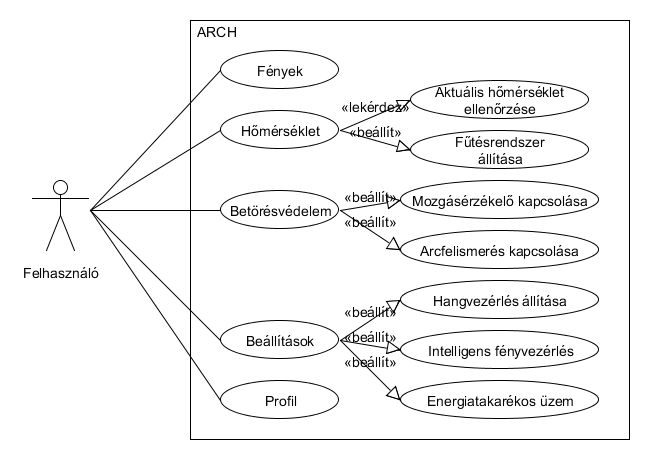 ARCH
Fények
Hőmérséklet
«lekérdez»
Aktuális hőmérséklet
ellenőrzése
«beállít»
Fűtésrendszer
állítása
Betörésvédelem
«beállít»
Mozgásérzékelő kapcsolása
«beállít»
Arcfelismerés kapcsolása
Felhasználó
Beállítások
«beállít»
Hangvezérlés állítása
«beállít»
Intelligens fényvezérlés
«beállít»
Energiatakarékos üzem
Profil